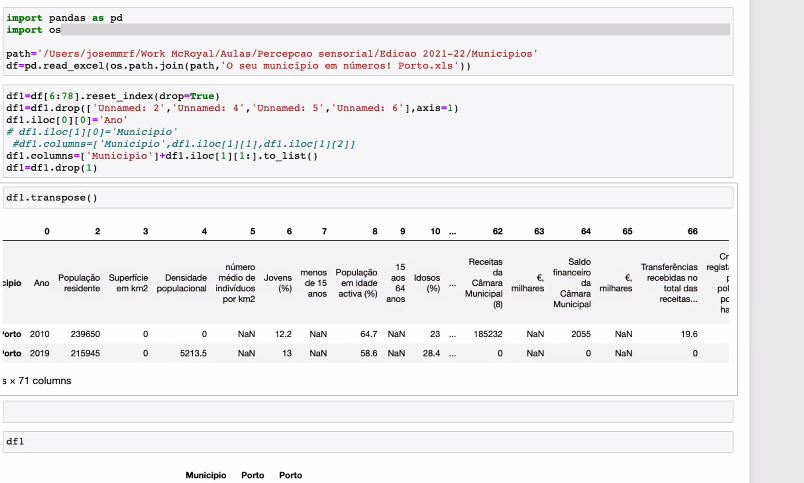 import pandas as pd
import os
path='/Users/josemmrf/Work McRoyal/Aulas/Percepcao sensorial/Edicao 2021-22/Municipios'
df=pd.read_excel(os.path.join(path,'O seu município em números! Porto.xls'))
df1=df[6:78].reset_index(drop=True)
df1=df1.drop(['Unnamed: 2','Unnamed: 4','Unnamed: 5','Unnamed: 6'],axis=1)
df1.iloc[0][0]='Ano'
# df1.iloc[1][0]='Municipio'
#df1.columns=['Municipio',df1.iloc[1][1],df1.iloc[1][2]]
df1.columns=['Municipio']+df1.iloc[1][1:].to_list()
df1=df1.drop(1)
df1.transpose()
0 2 3 4 5 6 7 8 9 10 ... 62 63 64 65 66
cipio Ano População residente Superfície em km2 Densidade populacional número médio de indivíduos por km2 Jovens (%) menos de 15 anos População em idade activa (%) 15 aos 64 anos Idosos (%) ... Receitas da Câmara Municipal (8) €, milhares Saldo financeiro da Câmara Municipal €, milhares Transferências recebidas no total das receitas...
Porto 2010 239650 0 0 NaN 12.2 NaN 64.7 NaN 23 ... 185232 NaN 2055 NaN 19.6
Porto 2019 215945 0 5213.5 NaN 13 NaN 58.6 NaN 28.4 ... 0 NaN 0 NaN 0
s × 71 columns
df1
Municipio Porto Porto